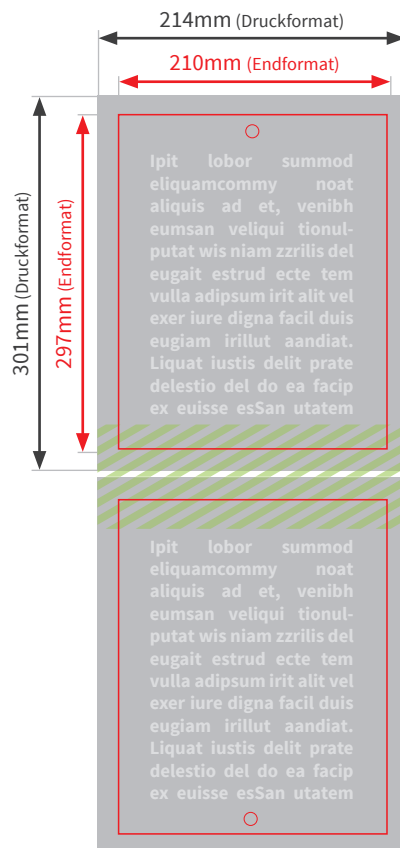 214mm (Druckformat)
210mm (Endformat)
301mm (Druckformat)
297mm (Endformat)
Ipit lobor summod
eliquamcommy noat
aliquis ad et, venibh
eumsan veliqui tionul-
putat wis niam zzrilis del
eugait estrud ecte tem
vulla adipsum irit alit vel
exer iure digna facil duis
eugiam irillut aandiat.
Liquat iustis delit prate
delestio del do ea facip
ex euisse esSan utatem
Ipit lobor summod
eliquamcommy noat
aliquis ad et, venibh
eumsan veliqui tionul-
putat wis niam zzrilis del
eugait estrud ecte tem
vulla adipsum irit alit vel
exer iure digna facil duis
eugiam irillut aandiat.
Liquat iustis delit prate
delestio del do ea facip
ex euisse esSan utatem